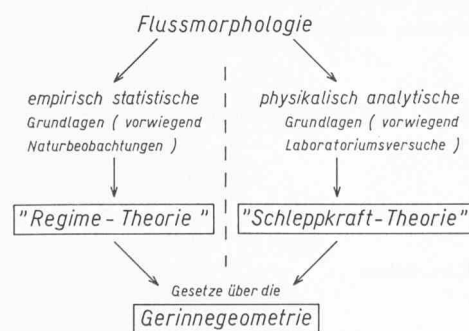 Flussmorphologie
empirisch statistische
Grundlagen ( vorwiegend
Naturbeobachtungen )
physikalisch analytische
Grundlagen ( vorwiegend
Laboratoriumsversuche )
"Regime - Theorie "
"Schleppkraft-Theorie"
Gesetze über die
Gerinnegeometrie